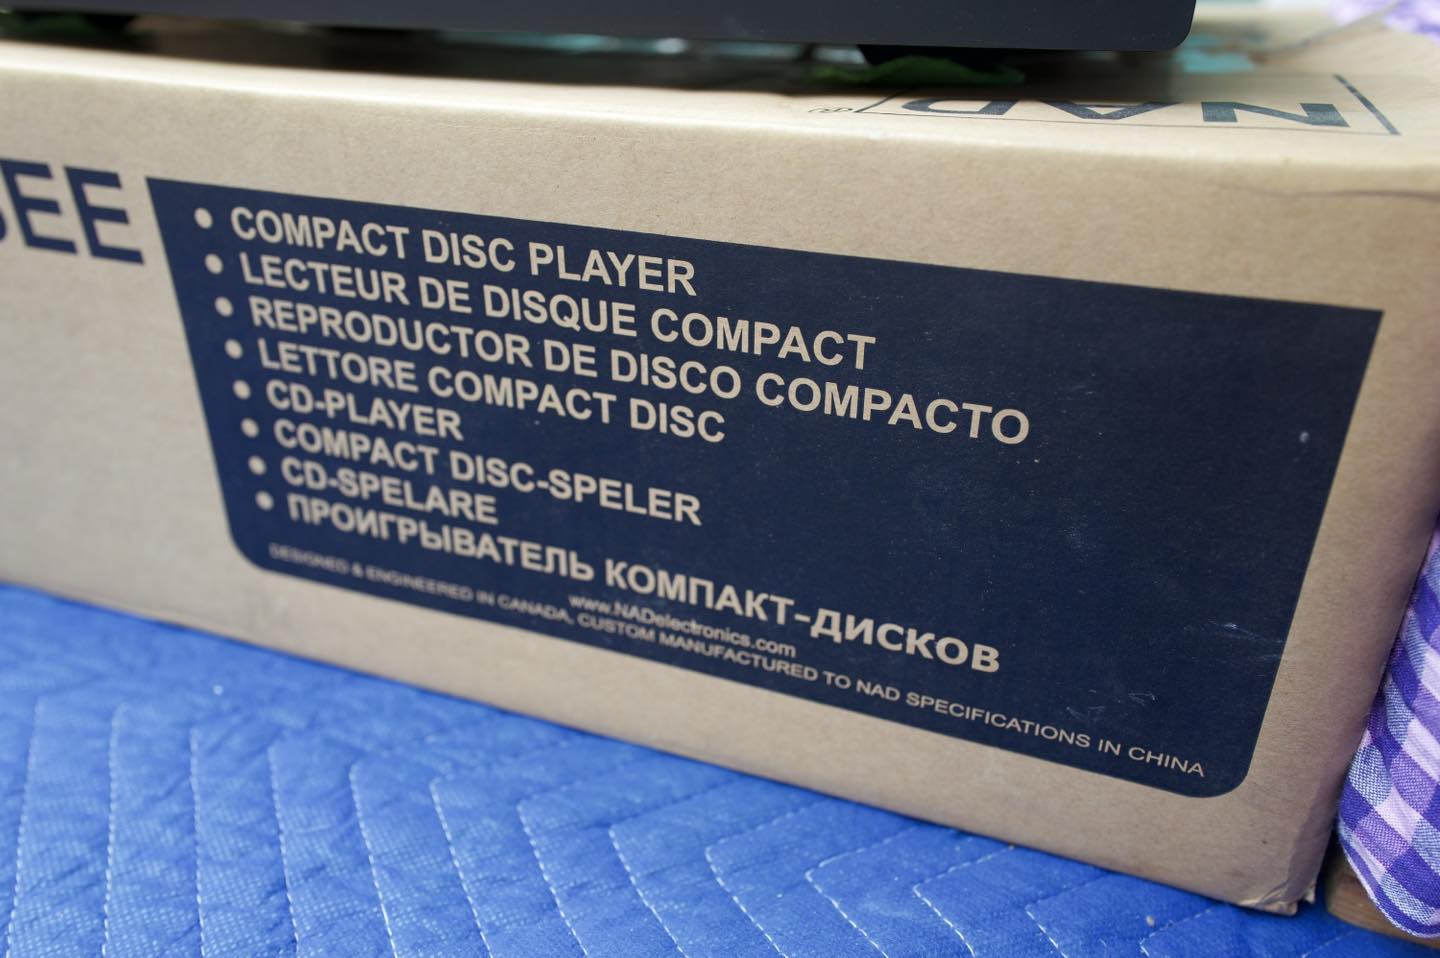 NAD
BEE
• COMPACT DISC PLAYER
• LECTEUR DE DISQUE COMPACT
• REPRODUCTOR DE DISCO COMPACTO
• LETTORE COMPACT DISC
• CD-PLAYER
• COMPACT DISC-SPELER
• CD-SPELARE
• ПРОИГРЫВАТЕЛЬ КОМПАКТ-ДИСКОВ
www.NADelectronics.com
DESIGNED & ENGINEERED IN CANADA, CUSTOM MANUFACTURED TO NAD SPECIFICATIONS IN CHINA